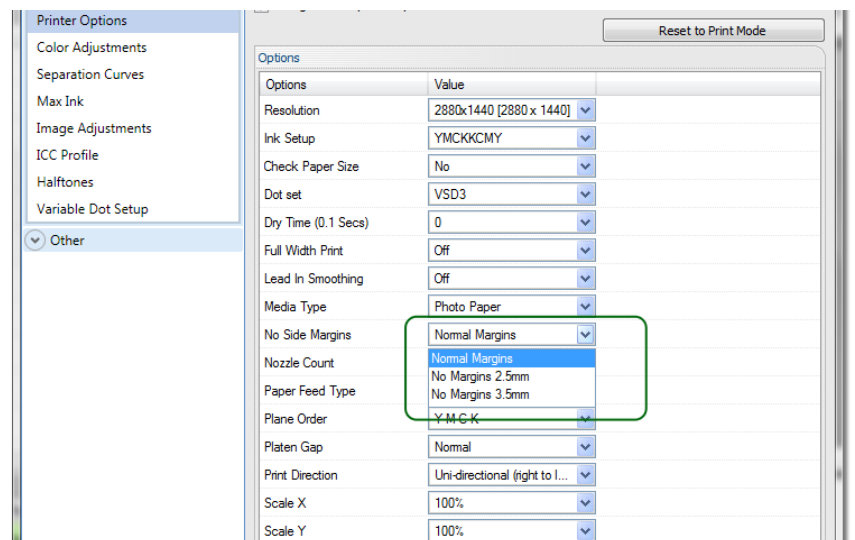 Printer Options
Color Adjustments
Separation Curves
Max Ink
Image Adjustments
ICC Profile
Halftones
Variable Dot Setup
Other
Reset to Print Mode
Options
Options Value
Resolution 2880x1440 [2880 x 1440]
Ink Setup YMCKKCMY
Check Paper Size No
Dot set VSD3
Dry Time (0.1 Secs) 0
Full Width Print Off
Lead In Smoothing Off
Media Type Photo Paper
No Side Margins Normal Margins
Normal Margins
No Margins 2.5mm
No Margins 3.5mm
Nozzle Count
Paper Feed Type
Plane Order Y M C K
Platen Gap Normal
Print Direction Uni-directional (right to l...
Scale X 100%
Scale Y 100%